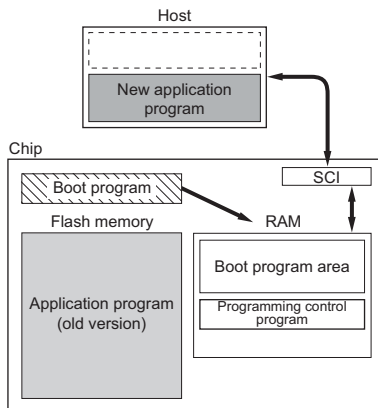 Host
New application
program
Chip
SCI
Boot program
Flash memory
RAM
Boot program area
Application program
(old version)
Programming control
program